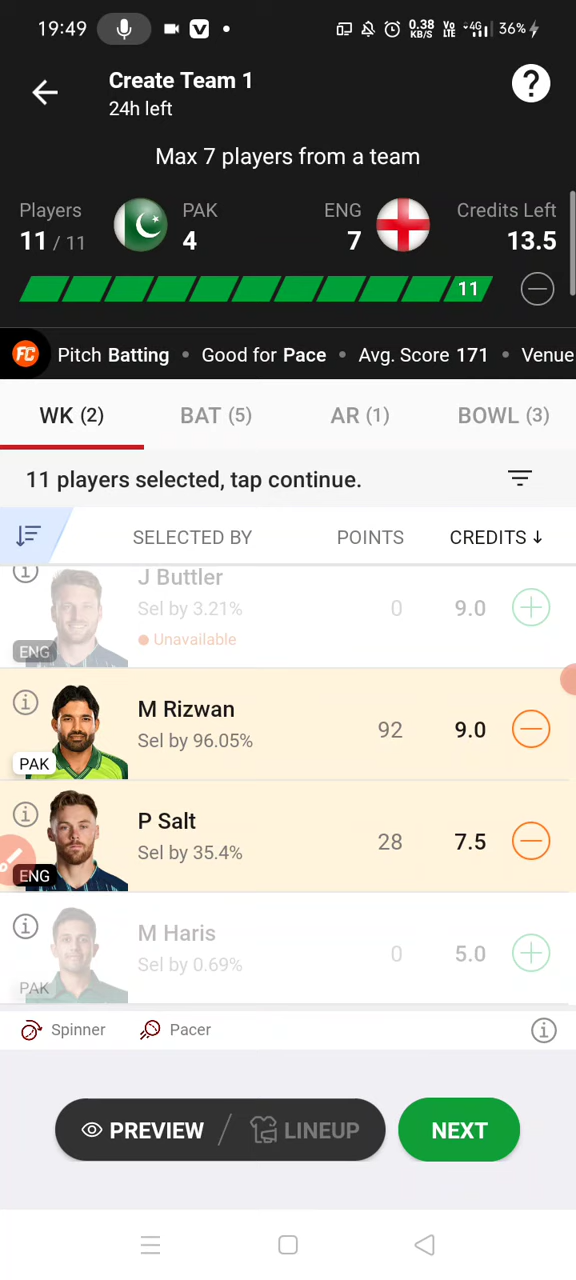 19:49 0.38 KB/S Vo LTE 4G 36%
Create Team 1
24h left
?
Max 7 players from a team
Players PAK ENG Credits Left
11 / 11 4 7 13.5
11
FC Pitch Batting • Good for Pace • Avg. Score 171 • Venue
WK (2) BAT (5) AR (1) BOWL (3)
11 players selected, tap continue.
SELECTED BY POINTS CREDITS ↓
J Buttler
Sel by 3.21% 0 9.0
Unavailable
ENG
M Rizwan
Sel by 96.05% 92 9.0
PAK
P Salt
Sel by 35.4% 28 7.5
ENG
M Haris
Sel by 0.69% 0 5.0
PAK
Spinner Pacer
PREVIEW / LINEUP NEXT